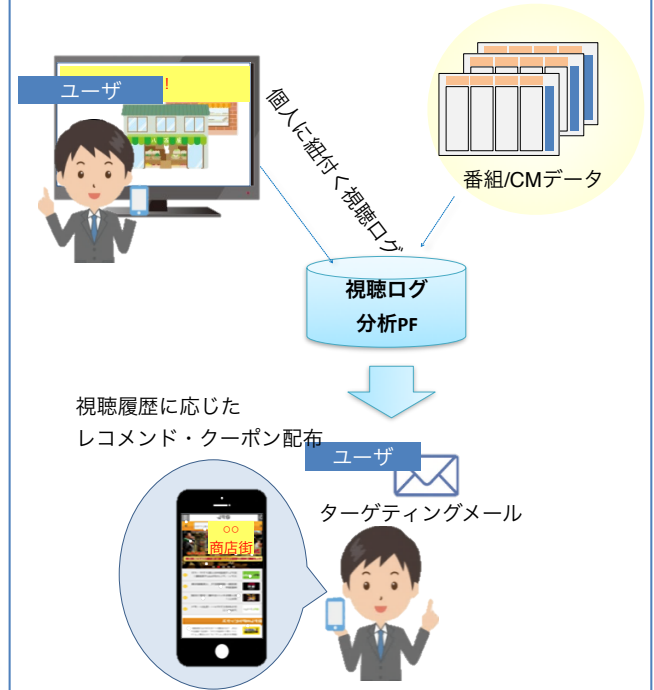 ユーザ
!
個人に紐付く視聴ログ
番組/CMデータ
視聴ログ
分析PF
視聴履歴に応じた
レコメンド・クーポン配布
ユーザ
ターゲティングメール
○○
商店街